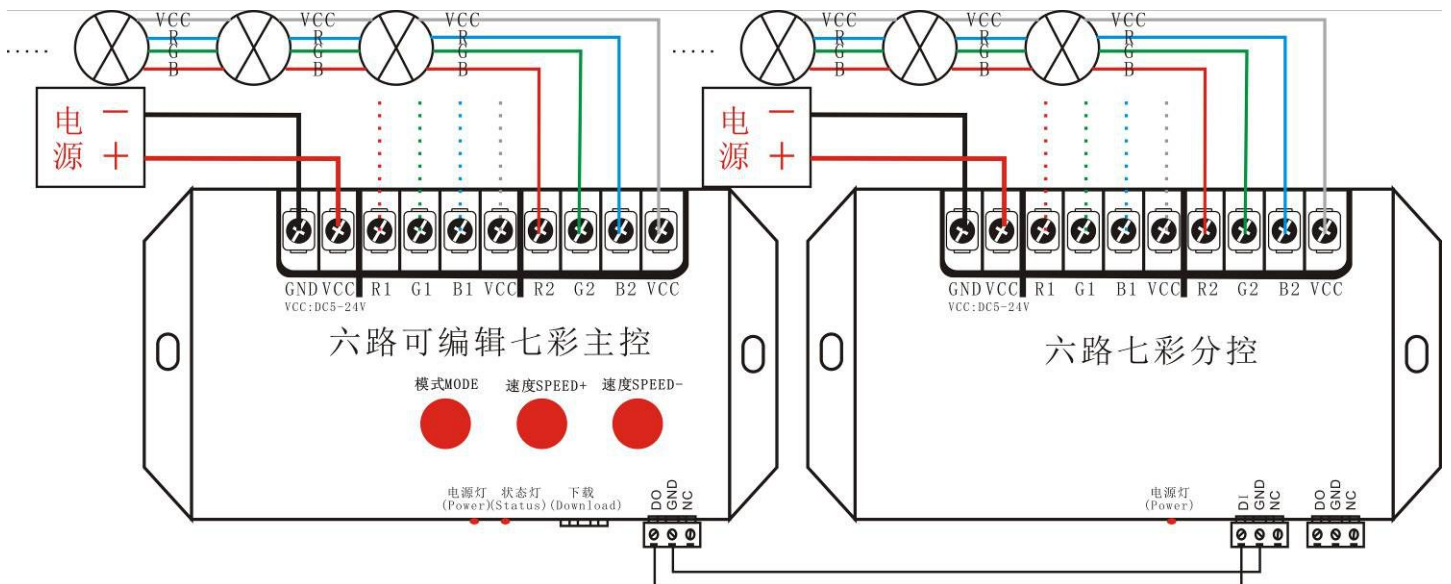 VCC VCC VCC VCC VCC VCC
R R R R R R
..... G G G ..... G G G
B B B B B B
电源 - + 电源 - +
GND VCC R1 G1 B1 VCC R2 G2 B2 VCC
VCC:DC5-24V
六路可编辑七彩主控
模式MODE 速度SPEED+ 速度SPEED-
电源灯 状态灯 下载
(Power)(Status)(Download)
DO GND NC
GND VCC R1 G1 B1 VCC R2 G2 B2 VCC
VCC:DC5-24V
六路七彩分控
电源灯
(Power)
DI GND NC
DO GND NC